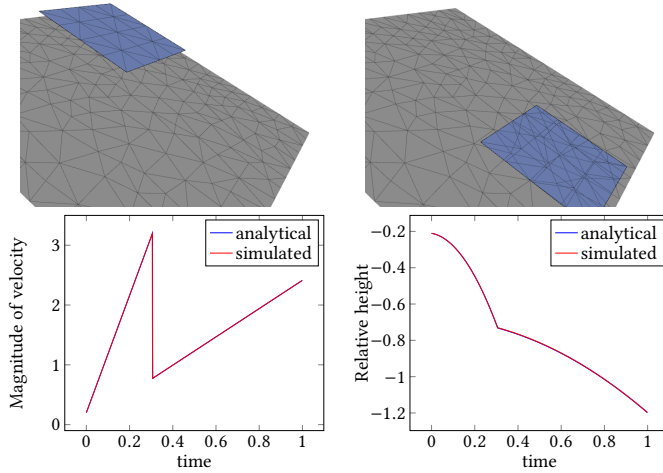 Magnitude of velocity
3
2
1
0
analytical
simulated
0
0.2
0.4
0.6
0.8
1
time
Relative height
−0.2
−0.4
−0.6
−0.8
−1
−1.2
analytical
simulated
0
0.2
0.4
0.6
0.8
1
time